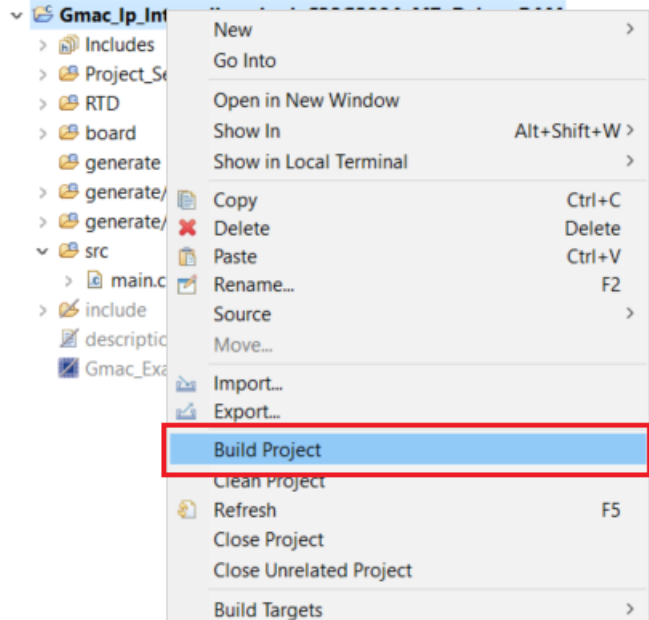 Gmac_Ip_Int
Includes
Project_Se
RTD
board
generate
generate/
generate/
src
main.c
include
descriptic
Gmac_Exa
New
Go Into
Open in New Window
Show In Alt+Shift+W >
Show in Local Terminal
Copy Ctrl+C
Delete Delete
Paste Ctrl+V
Rename... F2
Source
Move...
Import...
Export...
Build Project
Clean Project
Refresh F5
Close Project
Close Unrelated Project
Build Targets